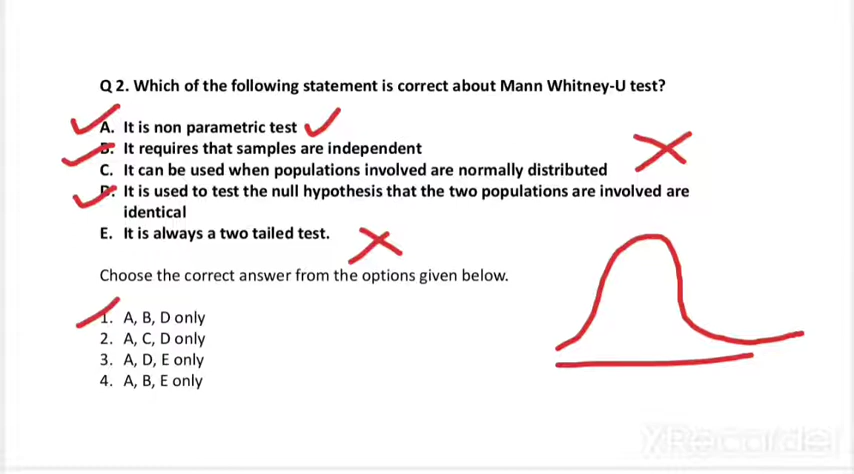 Q 2. Which of the following statement is correct about Mann Whitney-U test?
A. It is non parametric test
B. It requires that samples are independent
C. It can be used when populations involved are normally distributed
D. It is used to test the null hypothesis that the two populations are involved are
identical
E. It is always a two tailed test.
Choose the correct answer from the options given below.
1. A, B, D only
2. A, C, D only
3. A, D, E only
4. A, B, E only
XRecorder